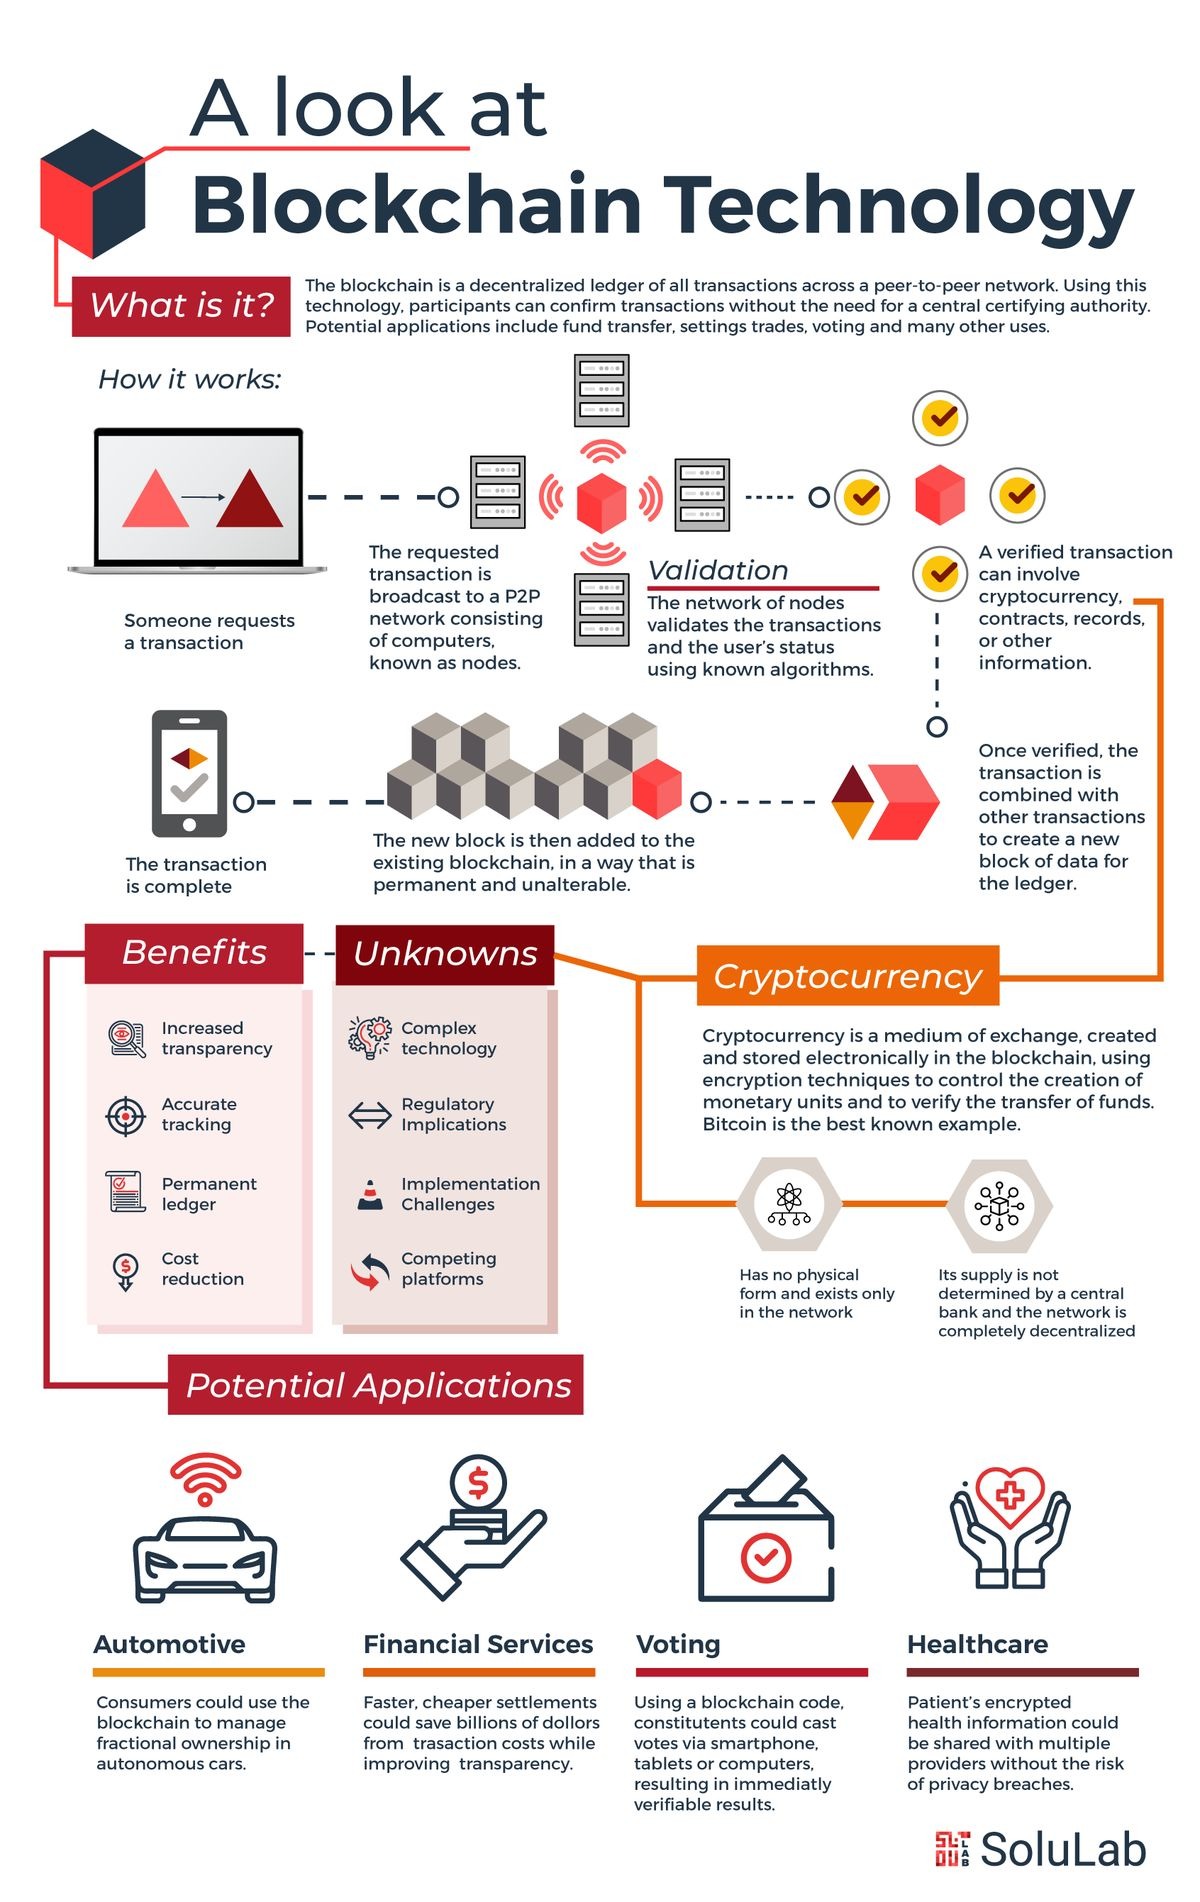 A look at
Blockchain Technology
What is it?
The blockchain is a decentralized ledger of all transactions across a peer-to-peer network. Using this
technology, participants can confirm transactions without the need for a central certifying authority.
Potential applications include fund transfer, settings trades, voting and many other uses.
How it works:
Someone requests
a transaction
The requested
transaction is
broadcast to a P2P
network consisting
of computers,
known as nodes.
Validation
The network of nodes
validates the transactions
and the user's status
using known algorithms.
A verified transaction
can involve
cryptocurrency,
contracts, records,
or other
information.
Once verified, the
transaction is
combined with
other transactions
to create a new
block of data for
the ledger.
The new block is then added to the
existing blockchain, in a way that is
permanent and unalterable.
The transaction
is complete
Benefits
Increased
transparency
Accurate
tracking
Permanent
ledger
Cost
reduction
Unknowns
Complex
technology
Regulatory
Implications
Implementation
Challenges
Competing
platforms
Cryptocurrency
Cryptocurrency is a medium of exchange, created
and stored electronically in the blockchain, using
encryption techniques to control the creation of
monetary units and to verify the transfer of funds.
Bitcoin is the best known example.
Has no physical
form and exists only
in the network
Its supply is not
determined by a central
bank and the network is
completely decentralized
Potential Applications
Automotive
Consumers could use the
blockchain to manage
fractional ownership in
autonomous cars.
Financial Services
Faster, cheaper settlements
could save billions of dollors
from trasaction costs while
improving transparency.
Voting
Using a blockchain code,
constitutents could cast
votes via smartphone,
tablets or computers,
resulting in immediatly
verifiable results.
Healthcare
Patient's encrypted
health information could
be shared with multiple
providers without the risk
of privacy breaches.
SoluLab